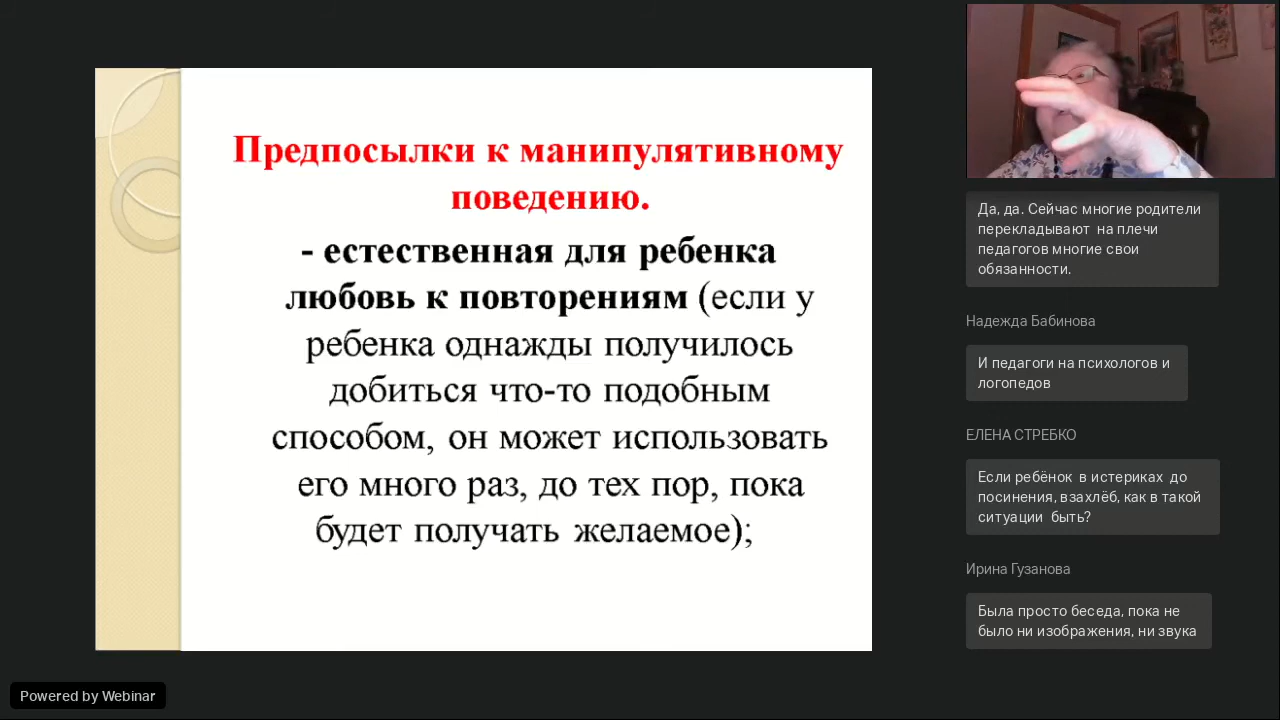 Предпосылки к манипулятивному
поведению.
- естественная для ребенка
любовь к повторениям (если у
ребенка однажды получилось
добиться что-то подобным
способом, он может использовать
его много раз, до тех пор, пока
будет получать желаемое);
Да, да. Сейчас многие родители
перекладывают на плечи
педагогов многие свои
обязанности.
Надежда Бабинова
И педагоги на психологов и
логопедов
ЕЛЕНА СТРЕБКО
Если ребёнок в истериках до
посинения, взахлёб, как в такой
ситуации быть?
Ирина Гузанова
Была просто беседа, пока не
было ни изображения, ни звука
Powered by Webinar